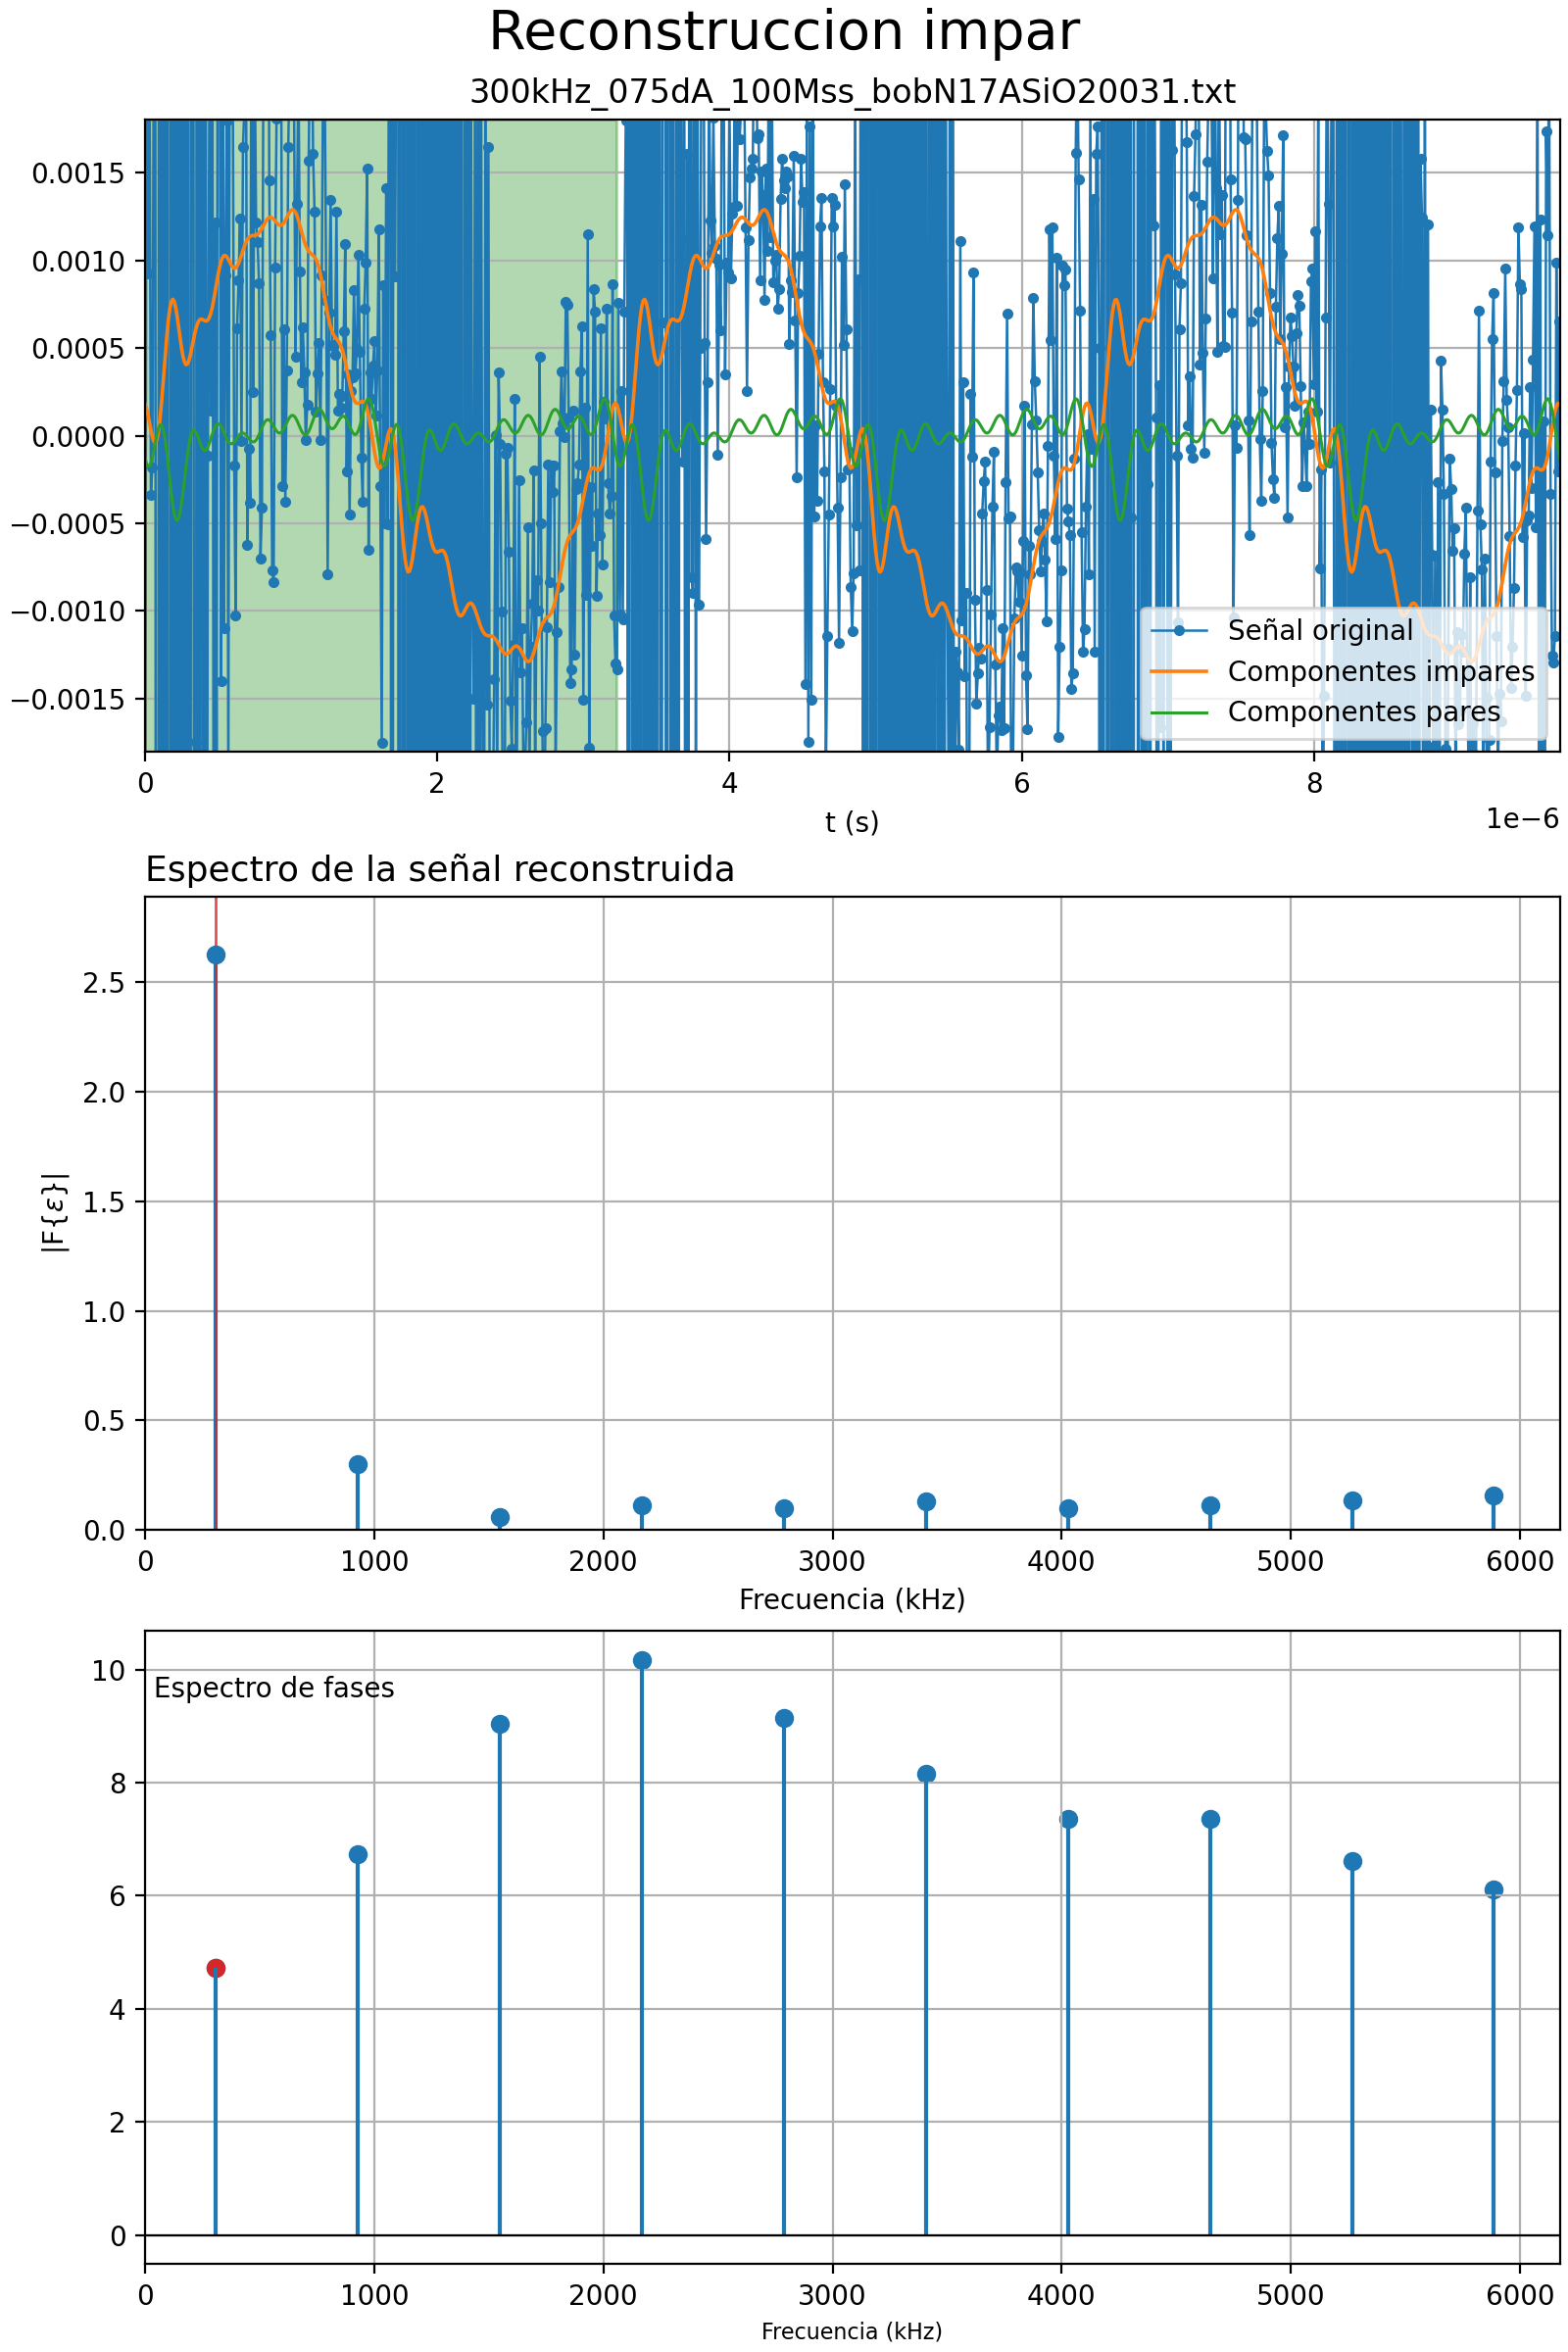 Reconstruccion impar
300kHz_075dA_100Mss_bobN17ASiO20031.txt
0.0015
0.0010
0.0005
0.0000
−0.0005
−0.0010
−0.0015
Señal original
Componentes impares
Componentes pares
0 2 4 6 8
1e−6
t (s)
Espectro de la señal reconstruida
2.5
2.0
1.5
1.0
0.5
0.0
|F{ε}|
0 1000 2000 3000 4000 5000 6000
Frecuencia (kHz)
Espectro de fases
10
8
6
4
2
0
0 1000 2000 3000 4000 5000 6000
Frecuencia (kHz)